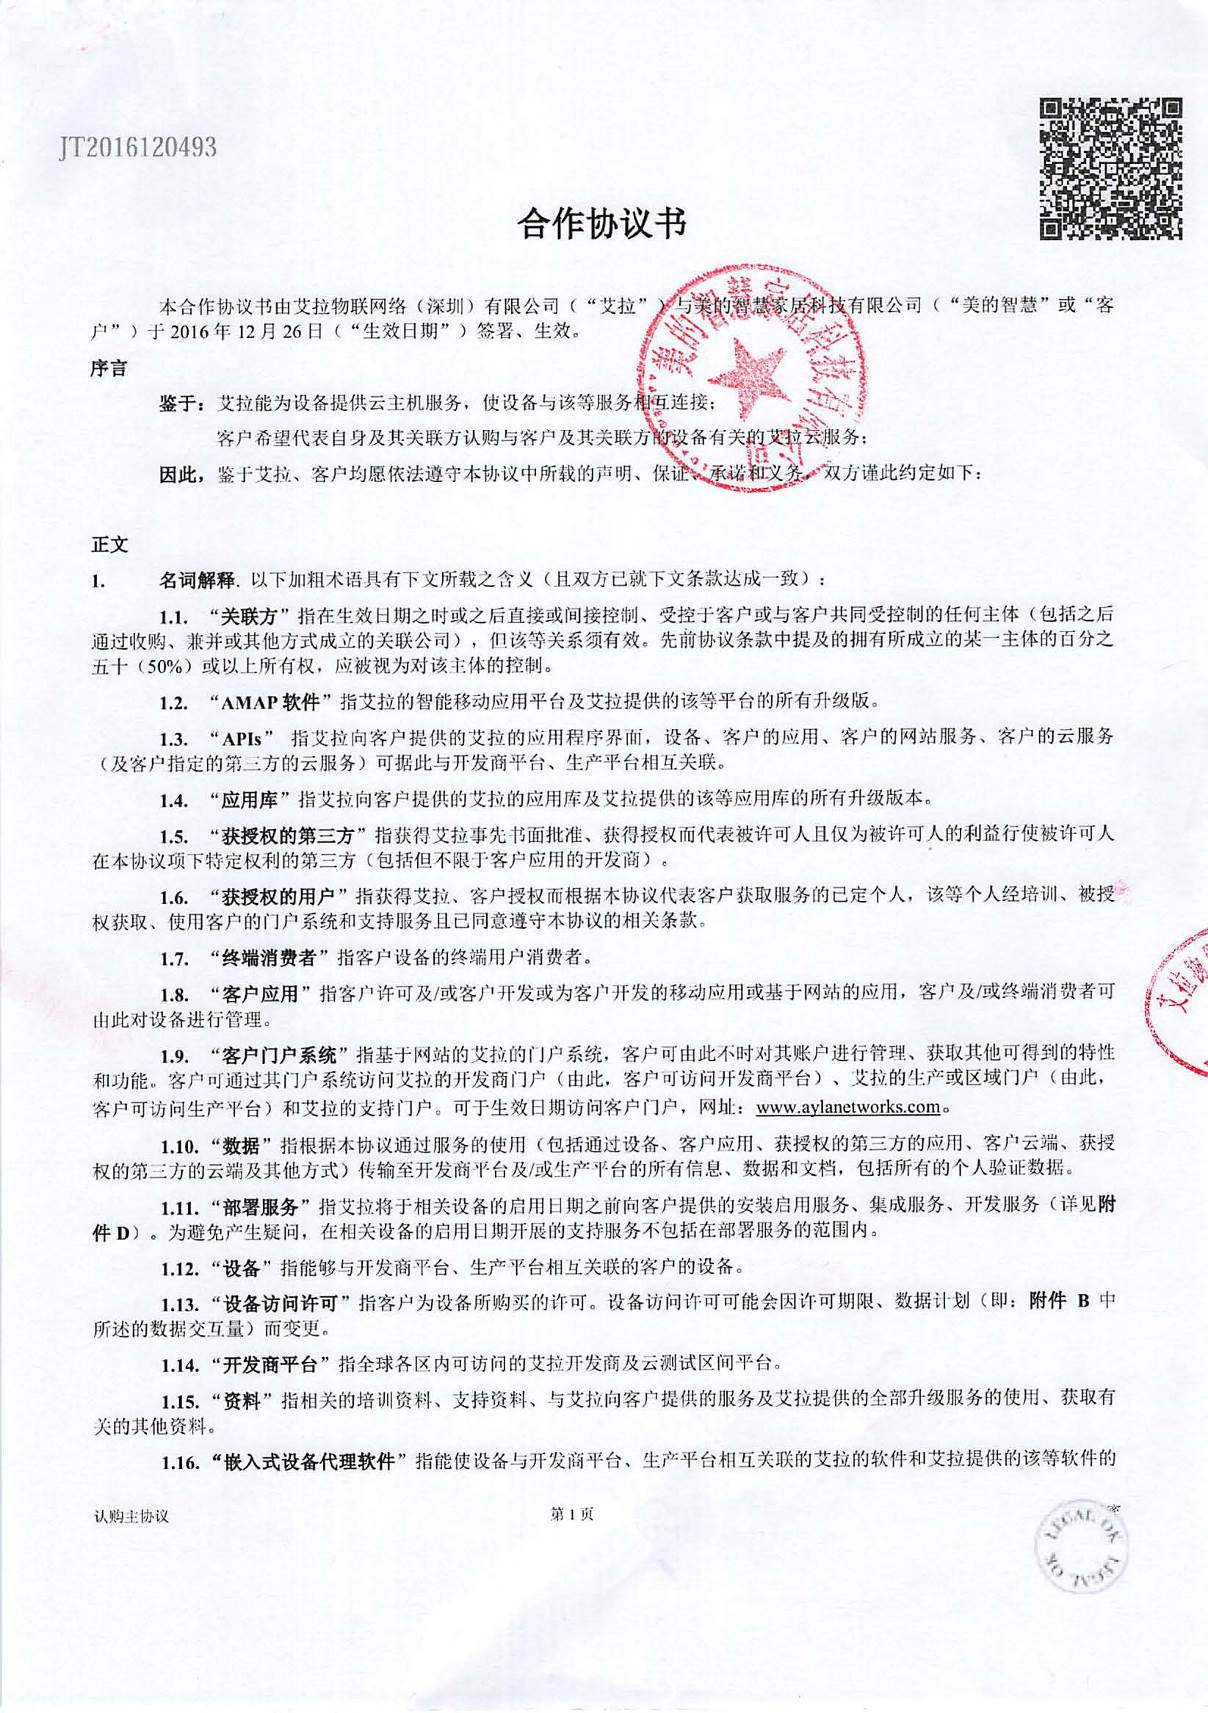 JT2016120493
合作协议书
本合作协议书由艾拉物联网络（深圳）有限公司（“艾拉”）与美的智慧家居科技有限公司（“美的智慧”或“客
户”）于 2016 年 12 月 26 日（“生效日期”）签署、生效。
序言
鉴于：艾拉能为设备提供云主机服务，使设备与该等服务相互连接；
客户希望代表自身及其关联方认购与客户及其关联方的设备有关的艾拉云服务；
因此，鉴于艾拉、客户均愿依法遵守本协议中所载的声明、保证、承诺和义务，双方谨此约定如下：
美的智慧家居科技有限公司
正文
1. 名词解释. 以下加粗术语具有下文所载之含义（且双方已就下文条款达成一致）：
1.1. “关联方”指在生效日期之时或之后直接或间接控制、受控于客户或与客户共同受控制的任何主体（包括之后
通过收购、兼并或其他方式成立的关联公司），但该等关系须有效。先前协议条款中提及的拥有所成立的某一主体的百分之
五十（50%）或以上所有权，应被视为对该主体的控制。
1.2. “AMAP 软件”指艾拉的智能移动应用平台及艾拉提供的该等平台的所有升级版。
1.3. “APIs” 指艾拉向客户提供的艾拉的应用程序界面，设备、客户的应用、客户的网站服务、客户的云服务
（及客户指定的第三方的云服务）可据此与开发商平台、生产平台相互关联。
1.4. “应用库”指艾拉向客户提供的艾拉的应用库及艾拉提供的该等应用库的所有升级版本。
1.5. “获授权的第三方”指获得艾拉事先书面批准、获得授权而代表被许可人且仅为被许可人的利益行使被许可人
在本协议项下特定权利的第三方（包括但不限于客户应用的开发商）。
1.6. “获授权的用户”指获得艾拉、客户授权而根据本协议代表客户获取服务的已定个人，该等个人经培训、被授
权获取、使用客户的门户系统和支持服务且已同意遵守本协议的相关条款。
1.7. “终端消费者”指客户设备的终端用户消费者。
艾拉物
1.8. “客户应用”指客户许可及/或客户开发或为客户开发的移动应用或基于网站的应用，客户及/或终端消费者可
由此对设备进行管理。
1.9. “客户门户系统”指基于网站的艾拉的门户系统，客户可由此不时对其账户进行管理、获取其他可得到的特性
和功能。客户可通过其门户系统访问艾拉的开发商门户（由此，客户可访问开发商平台）、艾拉的生产或区域门户（由此，
客户可访问生产平台）和艾拉的支持门户。可于生效日期访问客户门户，网址：www.aylanetworks.com。
1.10. “数据”指根据本协议通过服务的使用（包括通过设备、客户应用、获授权的第三方的应用、客户云端、获授
权的第三方的云端及其他方式）传输至开发商平台及/或生产平台的所有信息、数据和文档，包括所有的个人验证数据。
1.11. “部署服务”指艾拉将于相关设备的启用日期之前向客户提供的安装启用服务、集成服务、开发服务（详见附
件 D）。为避免产生疑问，在相关设备的启用日期开展的支持服务不包括在部署服务的范围内。
1.12. “设备”指能够与开发商平台、生产平台相互关联的客户的设备。
1.13. “设备访问许可”指客户为设备所购买的许可。设备访问许可可能会因许可期限、数据计划（即：附件 B 中
所述的数据交互量）而变更。
1.14. “开发商平台”指全球各区内可访问的艾拉开发商及云测试区间平台。
1.15. “资料”指相关的培训资料、支持资料、与艾拉向客户提供的服务及艾拉提供的全部升级服务的使用、获取有
关的其他资料。
1.16. “嵌入式设备代理软件”指能使设备与开发商平台、生产平台相互关联的艾拉的软件和艾拉提供的该等软件的
认购主协议
第 1 页
LEGAL OK LEGAL OK